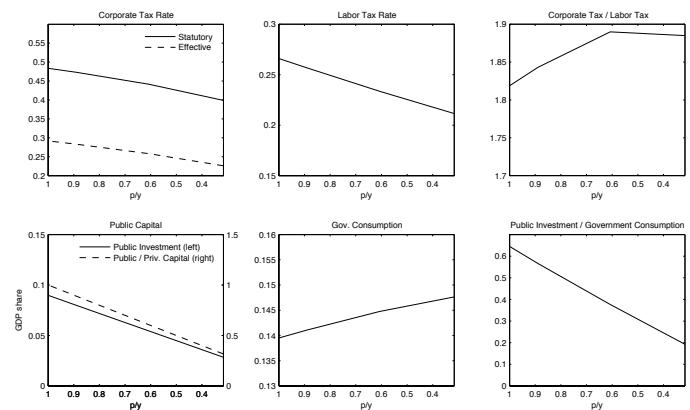 Corporate Tax Rate
Statutory
Effective
0.55
0.5
0.45
0.4
0.35
0.3
0.25
0.2
1 0.9 0.8 0.7 0.6 0.5 0.4
p/y
Labor Tax Rate
0.3
0.25
0.2
0.15
1 0.9 0.8 0.7 0.6 0.5 0.4
p/y
Corporate Tax / Labor Tax
1.9
1.85
1.8
1.75
1.7
1 0.9 0.8 0.7 0.6 0.5 0.4
p/y
Public Capital
Public Investment (left)
Public / Priv. Capital (right)
GDP share
0.15
0.1
0.05
0
1.5
1
0.5
0
1 0.9 0.8 0.7 0.6 0.5 0.4
p/y
Gov. Consumption
0.16
0.155
0.15
0.145
0.14
0.135
0.13
1 0.9 0.8 0.7 0.6 0.5 0.4
p/y
Public Investment / Government Consumption
0.6
0.5
0.4
0.3
0.2
0.1
0
1 0.9 0.8 0.7 0.6 0.5 0.4
p/y